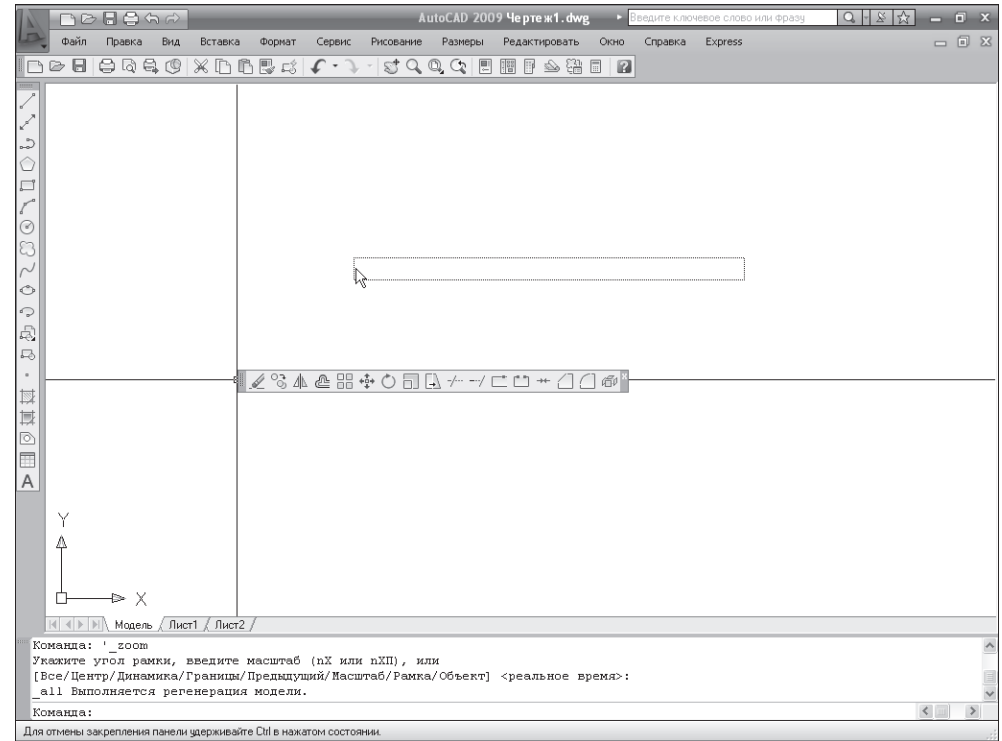 AutoCAD 2009 Чертеж1.dwg
Введите ключевое слово или фразу
Файл Правка Вид Вставка Формат Сервис Рисование Размеры Редактировать Окно Справка Express
A
Y
X
Модель Лист1 Лист2
Команда: '_zoom
Укажите угол рамки, введите масштаб (nX или nXП), или
[Все/Центр/Динамика/Границы/Предыдущий/Масштаб/Рамка/Объект] <реальное время>:
_all Выполняется регенерация модели.
Команда:
Для отмены закрепления панели удерживайте Ctrl в нажатом состоянии.